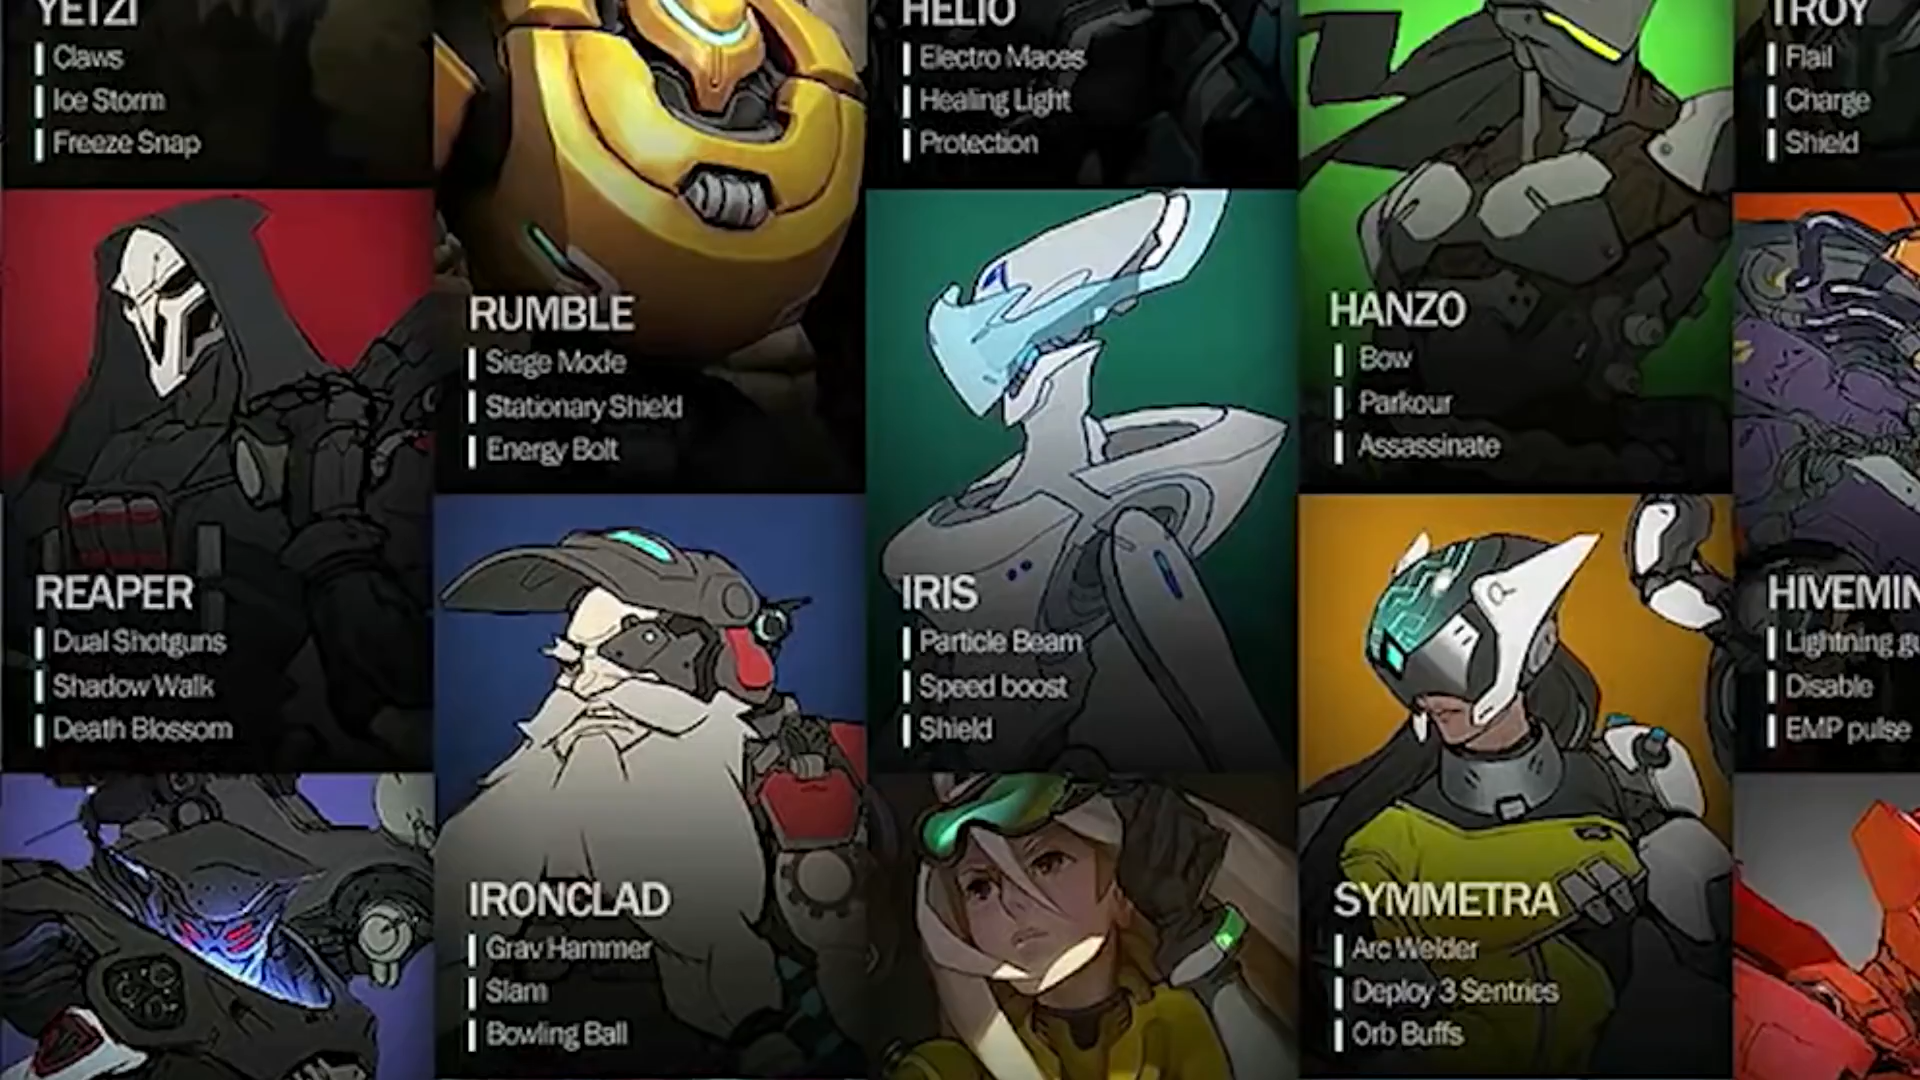 YETZI
Claws
Ice Storm
Freeze Snap
REAPER
Dual Shotguns
Shadow Walk
Death Blossom
RUMBLE
Siege Mode
Stationary Shield
Energy Bolt
IRONCLAD
Grav Hammer
Slam
Bowling Ball
HELIO
Electro Maces
Healing Light
Protection
IRIS
Particle Beam
Speed boost
Shield
HANZO
Bow
Parkour
Assassinate
SYMMETRA
Arc Welder
Deploy 3 Sentries
Orb Buffs
TROY
Flail
Charge
Shield
HIVEMIN
Lightning gu
Disable
EMP pulse